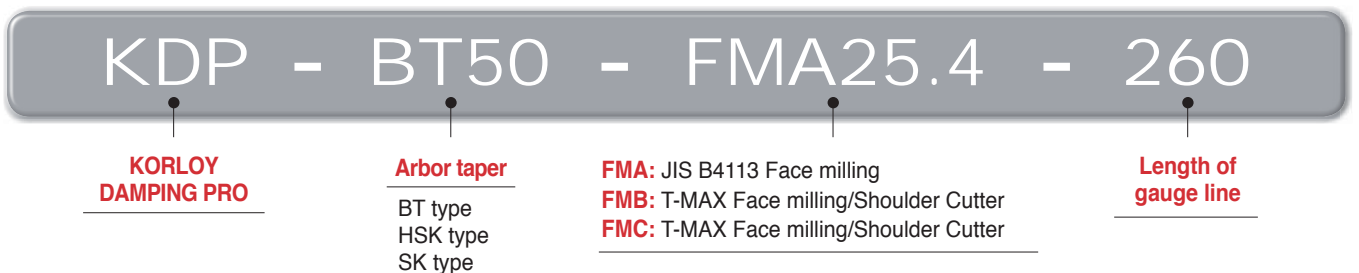 KDP - BT50 - FMA25.4 - 260
KORLOY
DAMPING PRO
Arbor taper
BT type
HSK type
SK type
FMA: JIS B4113 Face milling
FMB: T-MAX Face milling/Shoulder Cutter
FMC: T-MAX Face milling/Shoulder Cutter
Length of
gauge line